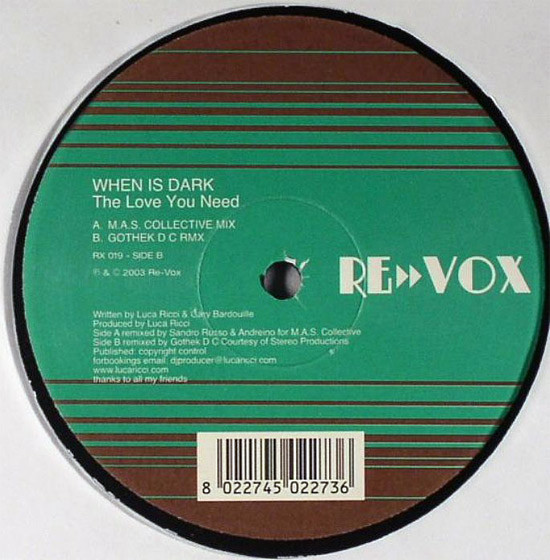 WHEN IS DARK
The Love You Need
A. M.A.S. COLLECTIVE MIX
B. GOTHEK D C RMX
RX 019 - SIDE B
℗ & © 2003 Re-Vox
RE▸▸VOX
Written by Luca Ricci & Gary Bardouille
Produced by Luca Ricci
Side A remixed by Sandro Russo & Andreino for M.A.S. Collective
Side B remixed by Gothek D C Courtesy of Stereo Productions
Published: copyright control
forbookings email. djproducer@lucaricci.com
www.lucaricci.com
thanks to all my friends
8 022745 022736